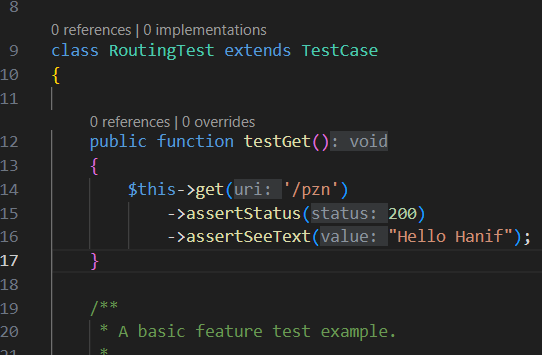 8
0 references | 0 implementations
9 class RoutingTest extends TestCase
10 {
11
0 references | 0 overrides
12 public function testGet(): void
13 {
14 $this->get(uri: '/pzn')
15 ->assertStatus(status: 200)
16 ->assertSeeText(value: "Hello Hanif");
17 }
18
19 /**
20 * A basic feature test example.
21 *